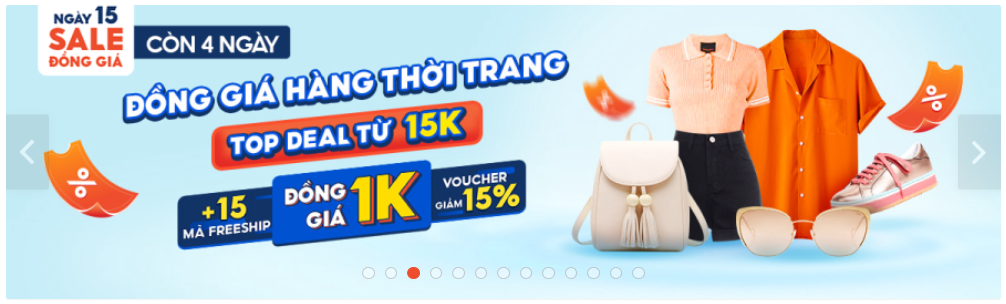 NGÀY 15
SALE
ĐỒNG GIÁ
CÒN 4 NGÀY
ĐỒNG GIÁ HÀNG THỜI TRANG
TOP DEAL TỪ 15K
+15
MÃ FREESHIP
ĐỒNG
GIÁ 1K
VOUCHER
GIẢM 15%
%
%